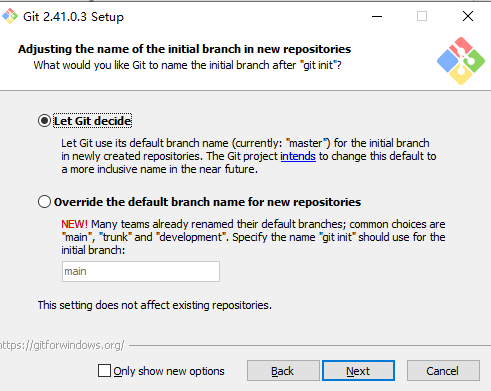 Git 2.41.0.3 Setup
Adjusting the name of the initial branch in new repositories
What would you like Git to name the initial branch after "git init"?
Let Git decide
Let Git use its default branch name (currently: "master") for the initial branch
in newly created repositories. The Git project intends to change this default to
a more inclusive name in the near future.
Override the default branch name for new repositories
NEW! Many teams already renamed their default branches; common choices are
"main", "trunk" and "development". Specify the name "git init" should use for the
initial branch:
main
This setting does not affect existing repositories.
https://gitforwindows.org/
Only show new options
Back
Next
Cancel